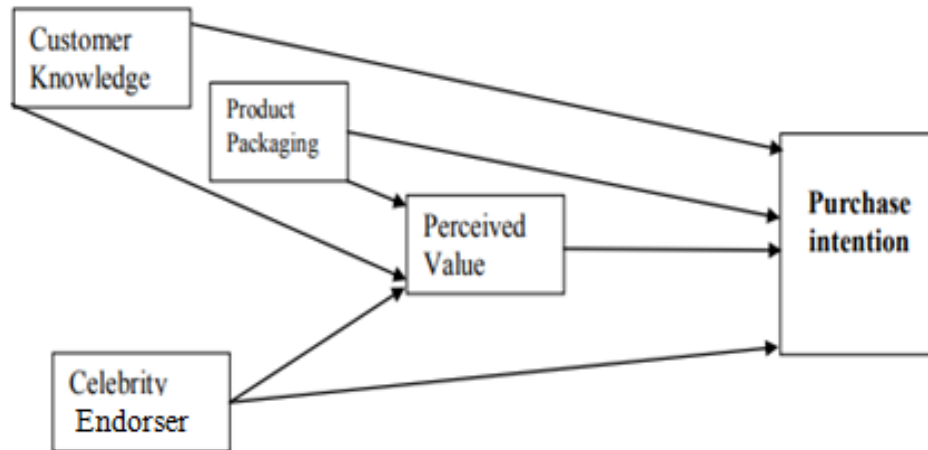 Customer
Knowledge
Product
Packaging
Perceived
Value
Purchase
intention
Celebrity
Endorser